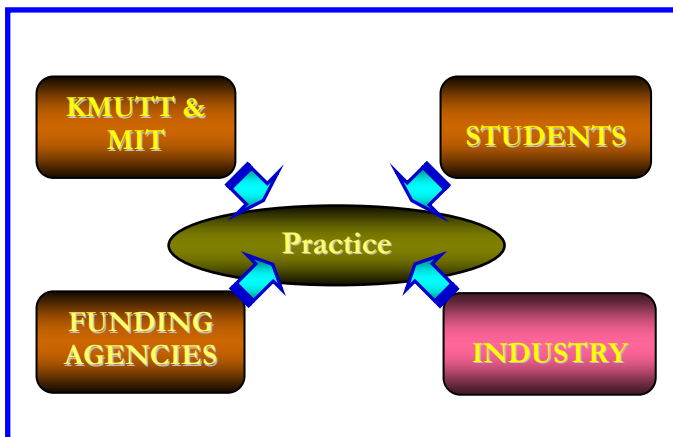 KMUTT &
MIT
STUDENTS
Practice
FUNDING
AGENCIES
INDUSTRY